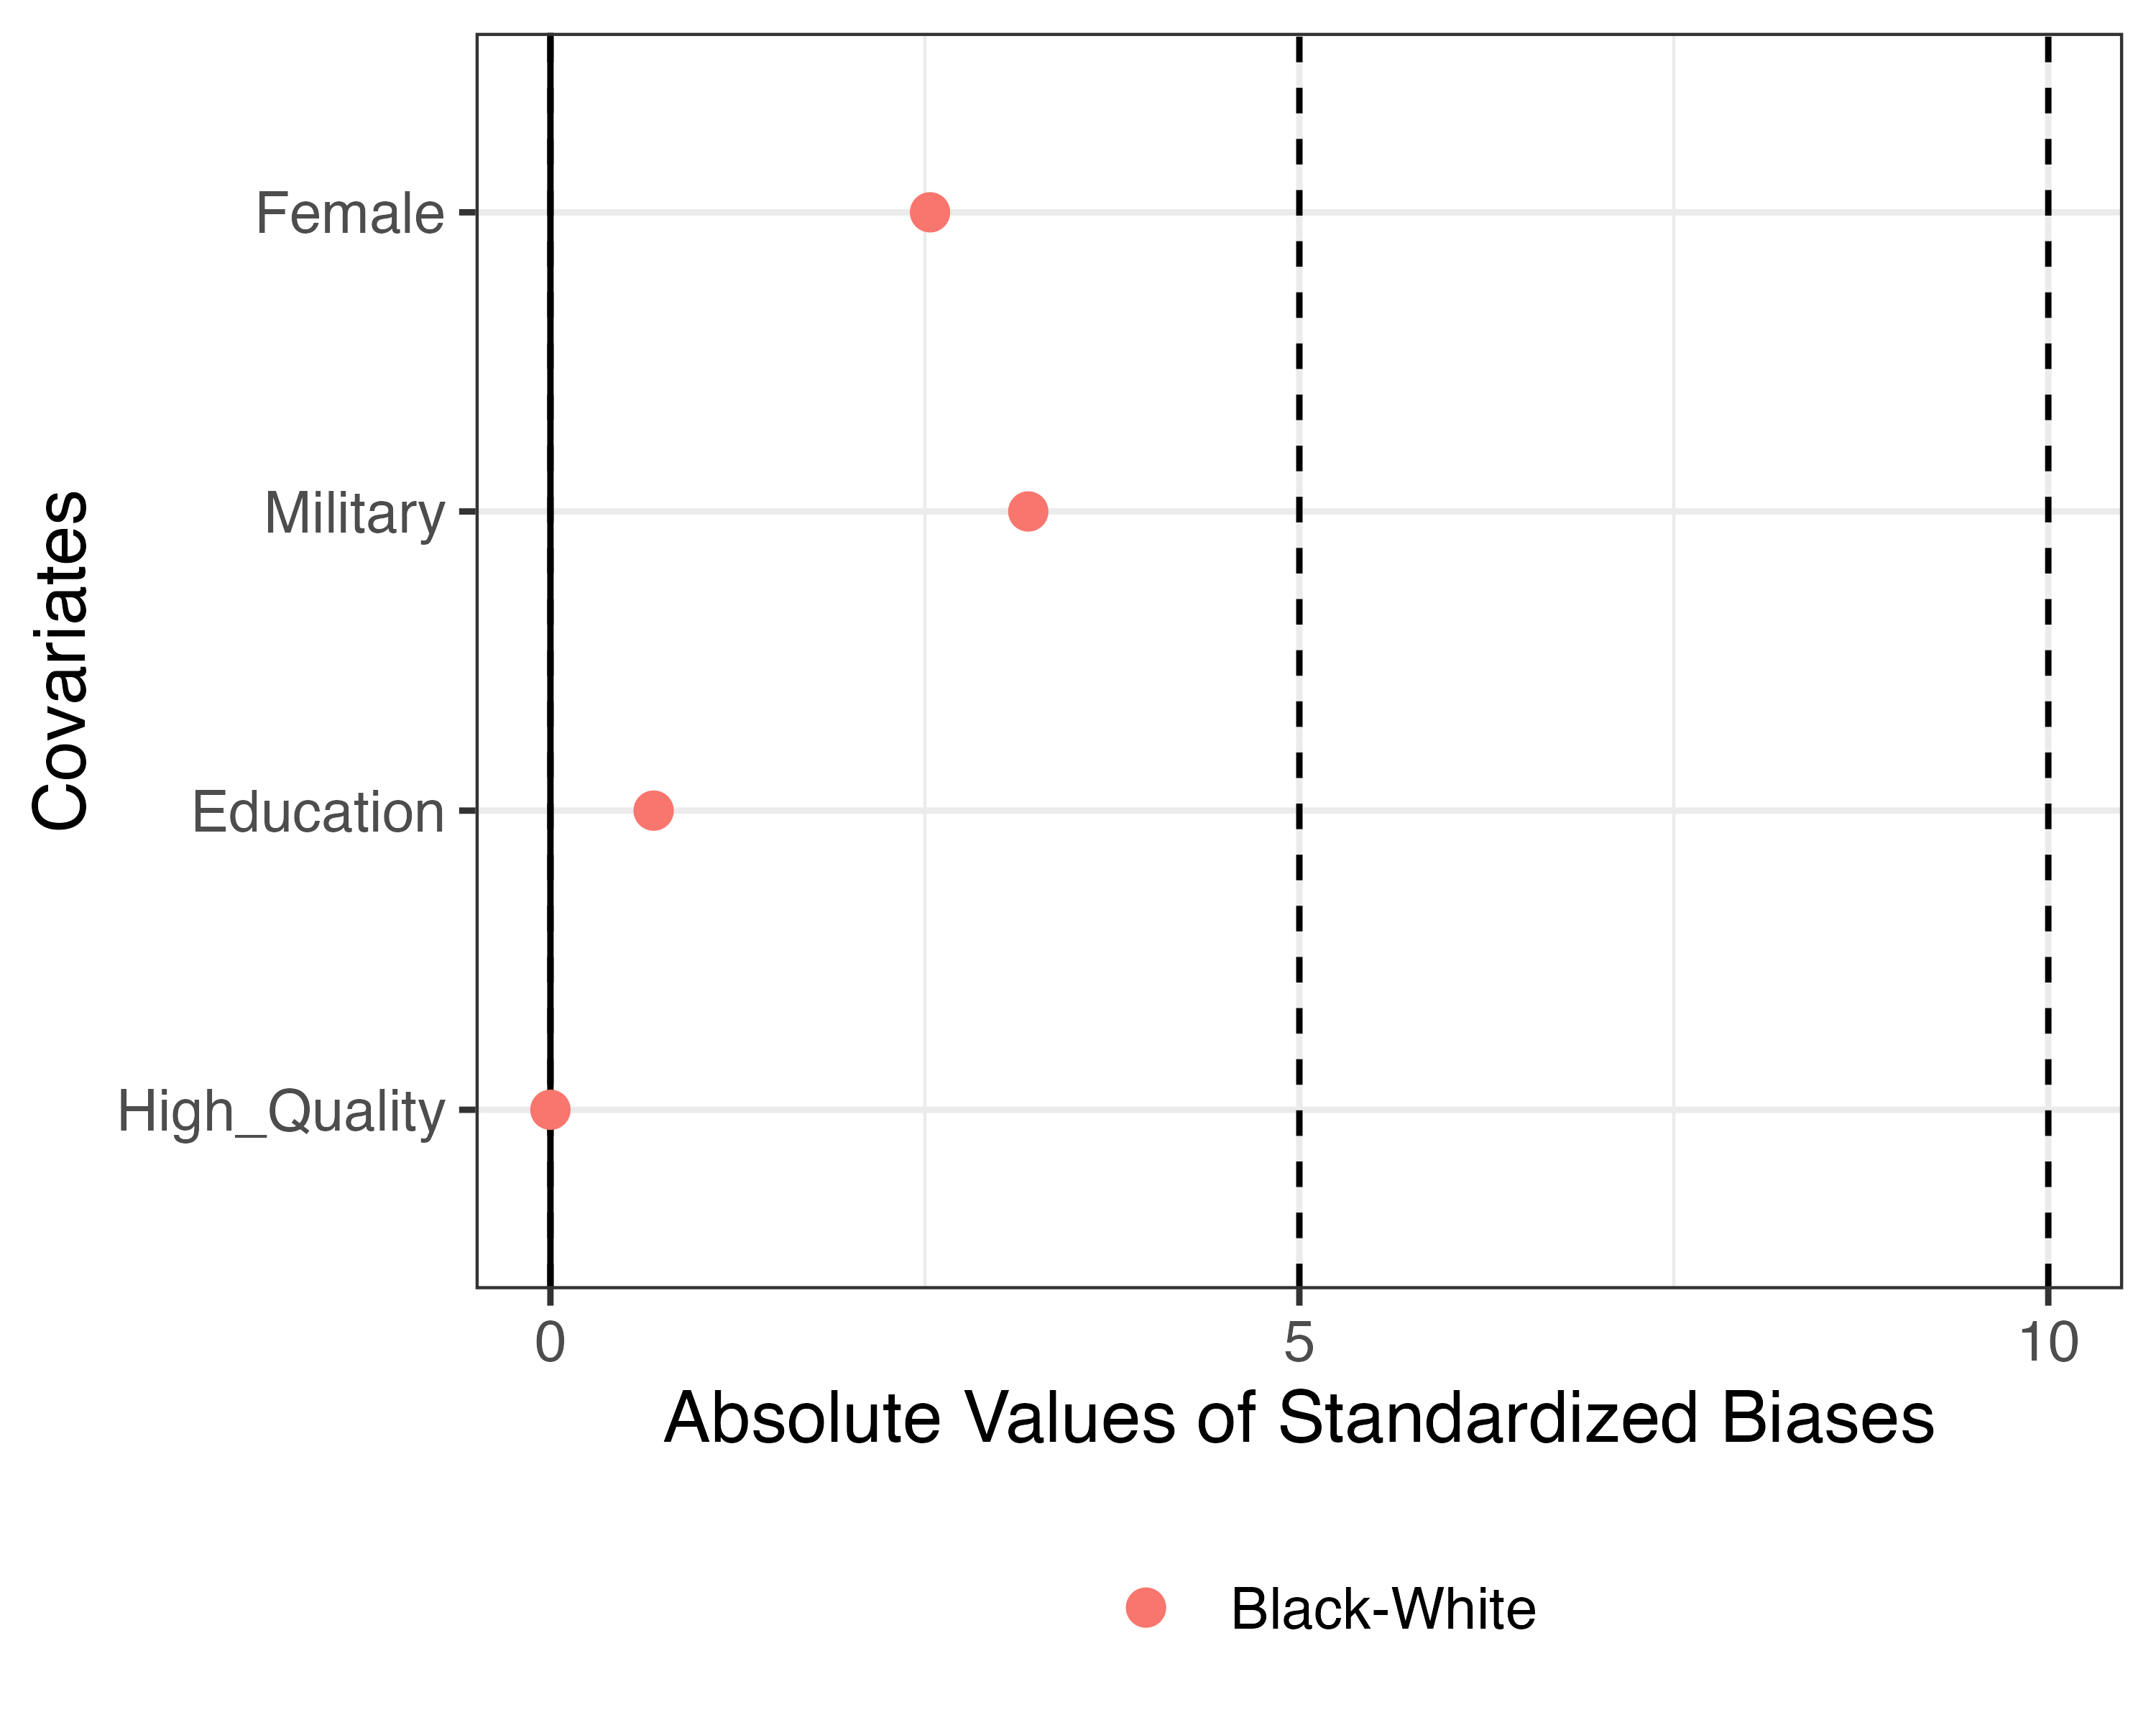 Covariates
Female
Military
Education
High_Quality
0 5 10
Absolute Values of Standardized Biases
Black-White